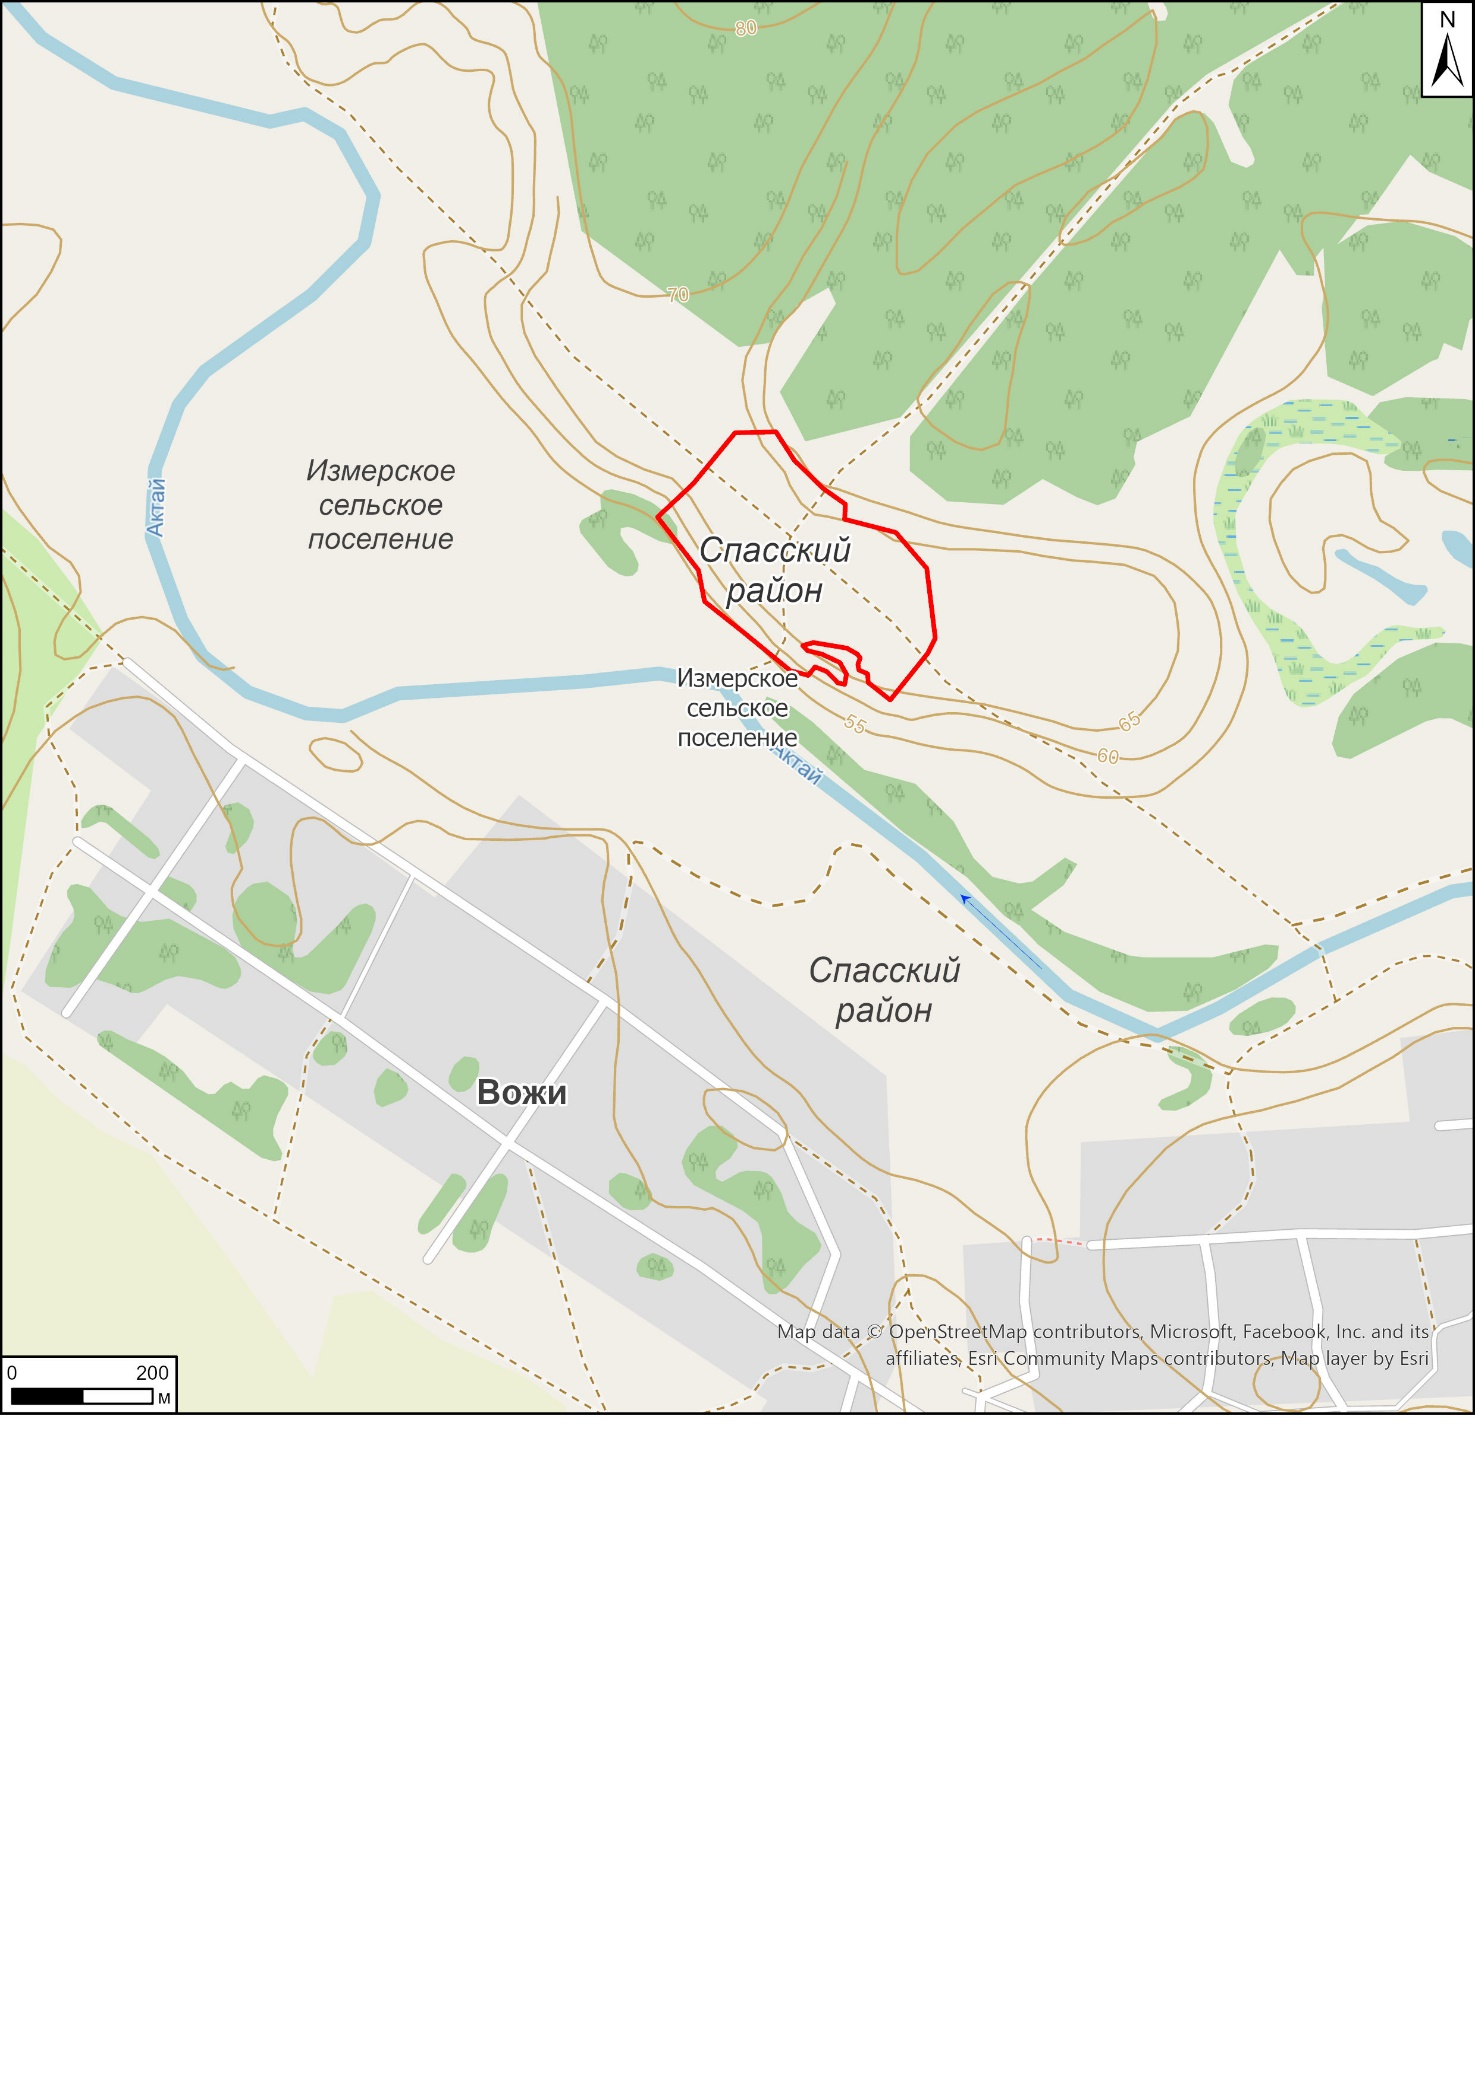 N
80
70
Измерское
сельское
поселение
Актай
Спасский
район
Измерское
сельское
поселение
55
65
60
Актай
Спасский
район
Вожи
Map data © OpenStreetMap contributors, Microsoft, Facebook, Inc. and its
affiliates, Esri Community Maps contributors, Map layer by Esri
0 200
м